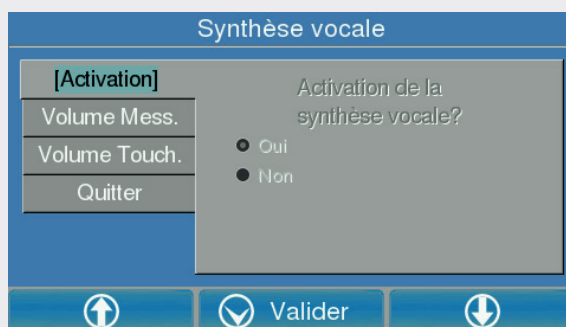 Synthèse vocale
[Activation]
Volume Mess.
Volume Touch.
Quitter
Activation de la
synthèse vocale?
Oui
Non
Valider